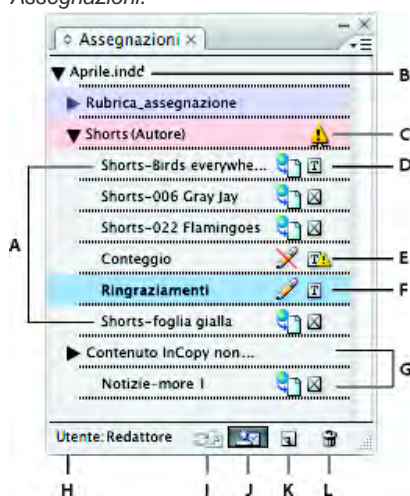 Assegnazioni.
Assegnazioni
Aprile.indd
B
Rubrica_assegnazione
Shorts (Autore)
C
Shorts-Birds everywhe...
D
Shorts-006 Gray Jay
Shorts-022 Flamingoes
A
Conteggio
E
Ringraziamenti
F
Shorts-foglia gialla
Contenuto InCopy non...
G
Notizie-more 1
Utente: Redattore
H I J K L